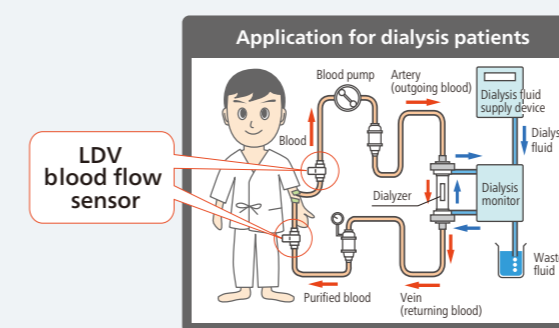 Application for dialysis patients
Blood pump
Artery
(outgoing blood)
Dialysis fluid
supply device
Blood
Dialys
fluid
LDV
blood flow
sensor
Dialyzer
Dialysis
monitor
Waste
fluid
Purified blood
Vein
(returning blood)